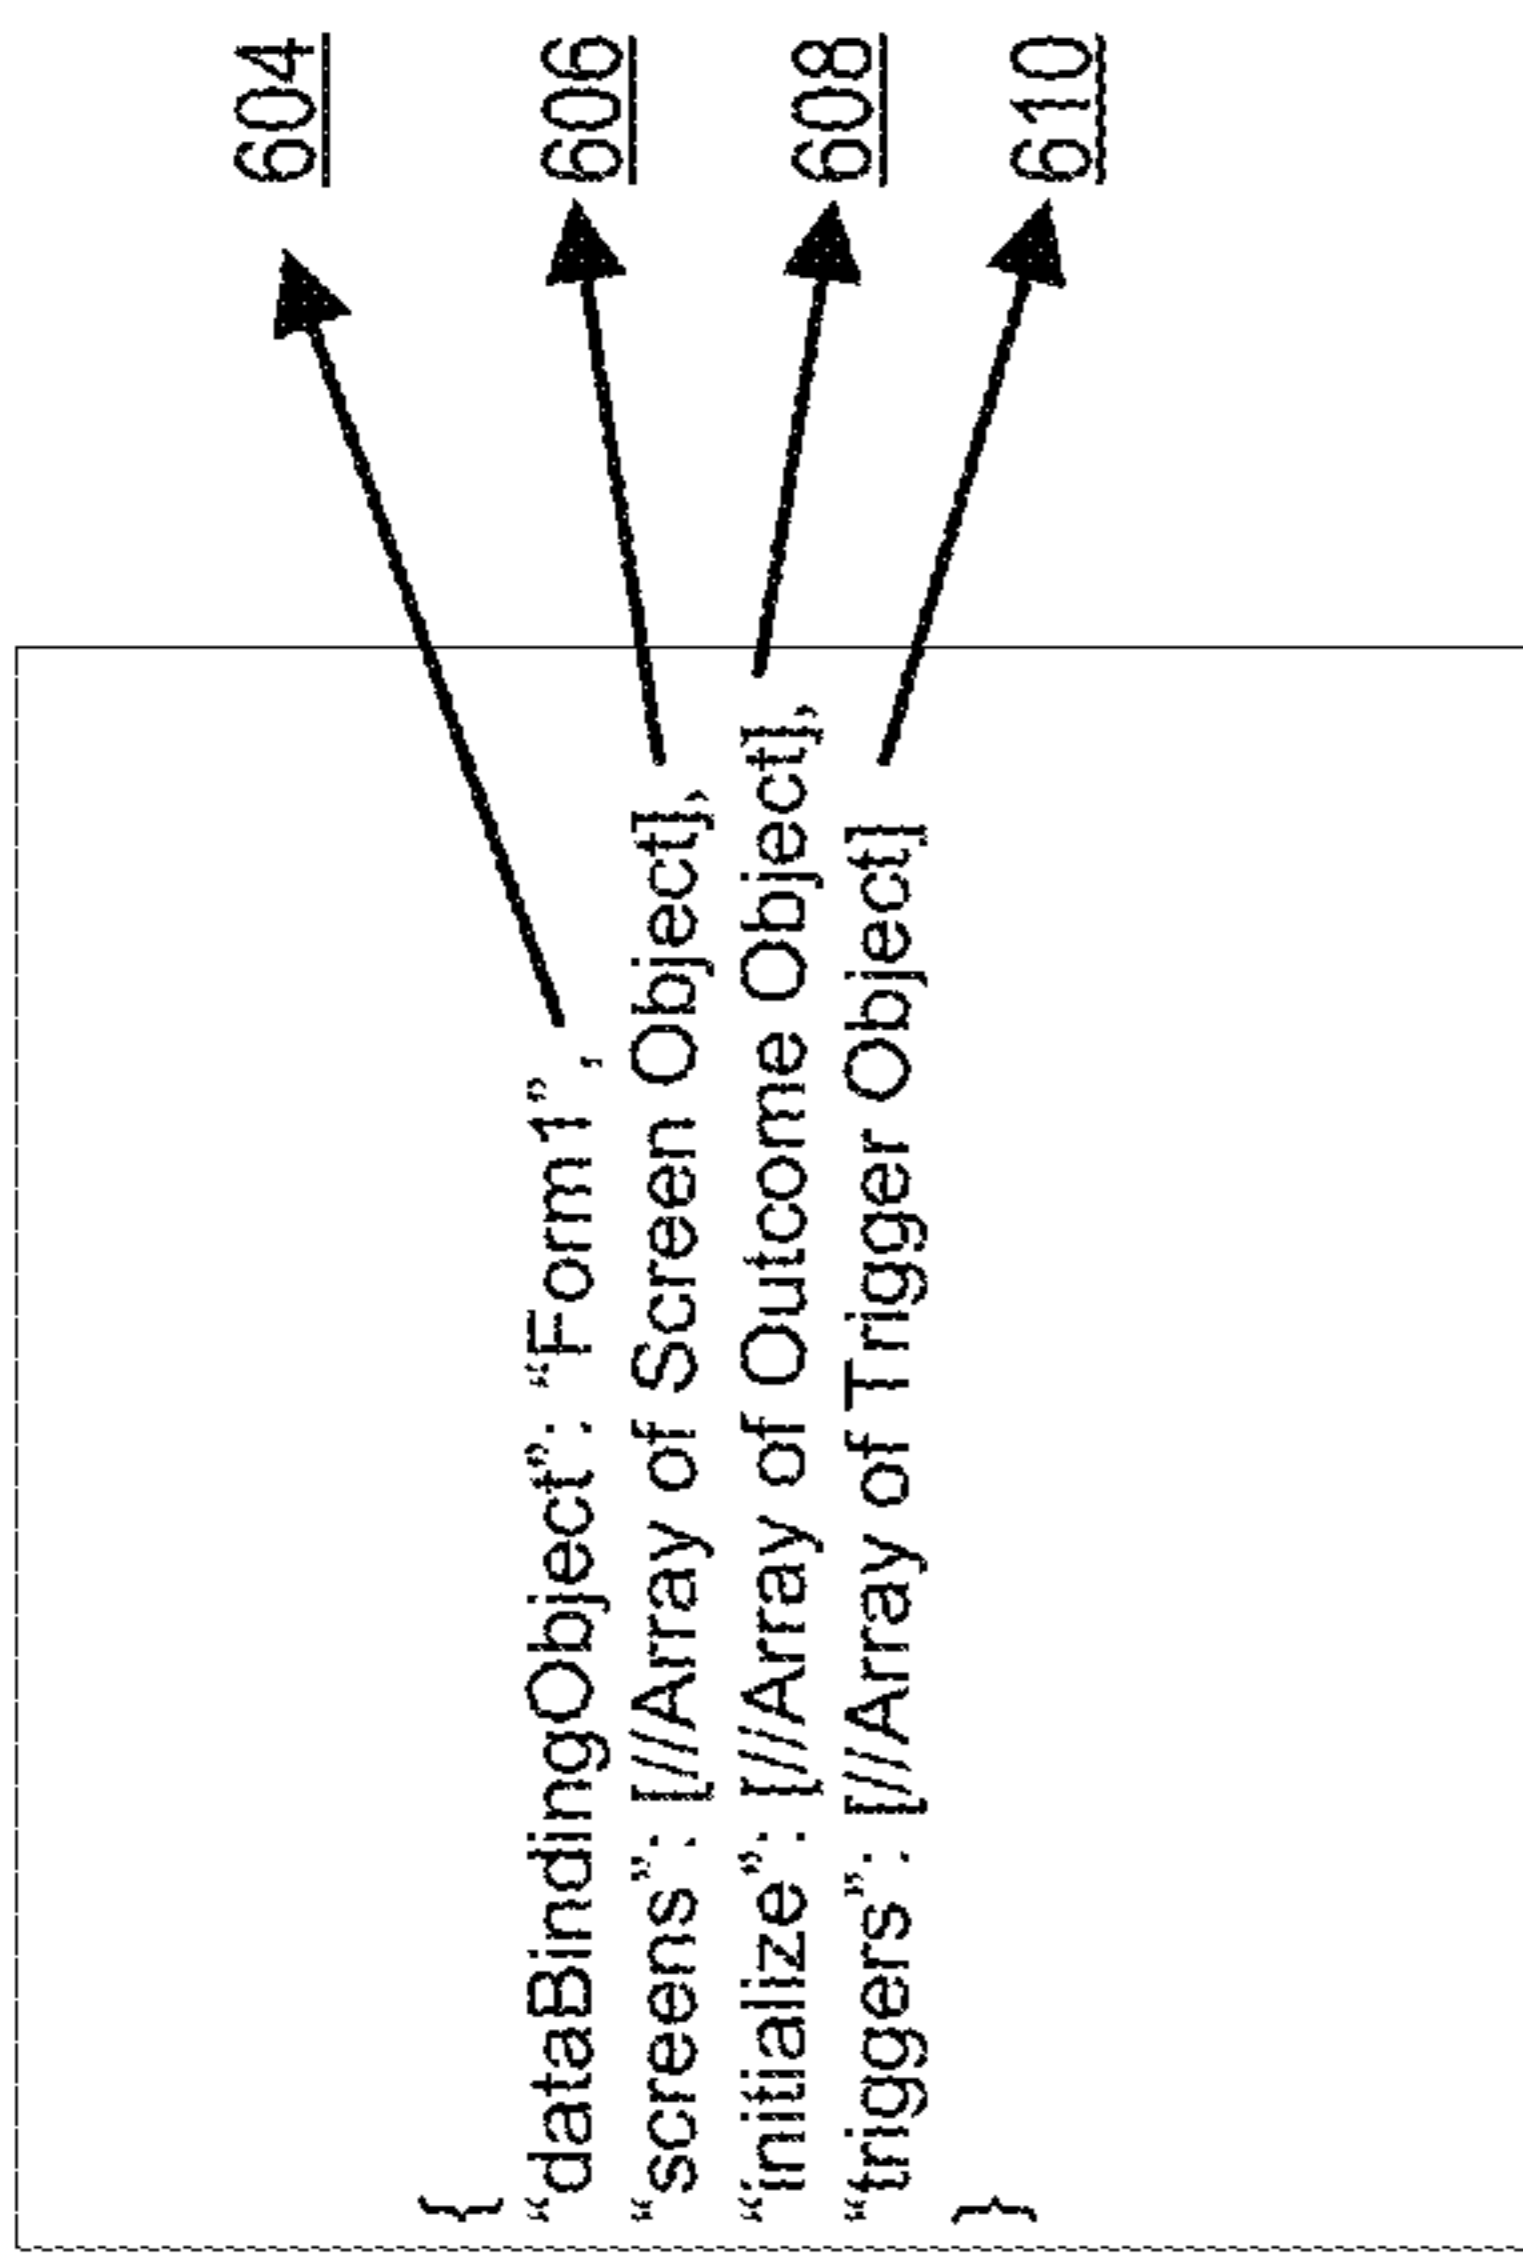 {
“dataBindingObject”: “Form1”,
“screens”: [//Array of Screen Object],
“initialize”: [//Array of Outcome Object],
“triggers”: [//Array of Trigger Object]
}
604
606
608
610